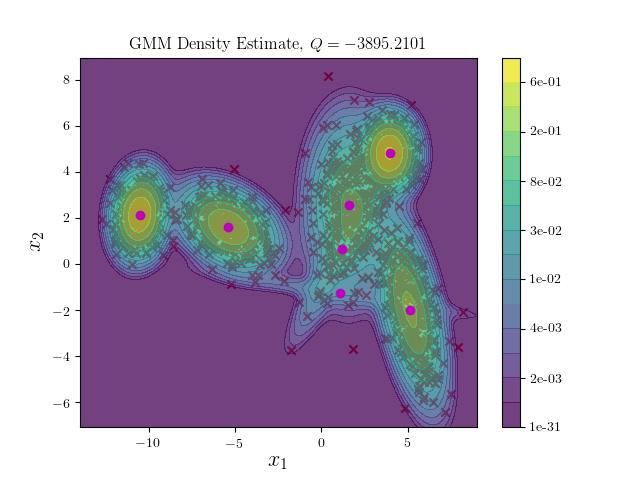 GMM Density Estimate, Q = −3895.2101
8
6
4
2
0
−2
−4
−6
x2
−10
−5
0
5
x1
6e-01
2e-01
8e-02
3e-02
1e-02
4e-03
2e-03
1e-31